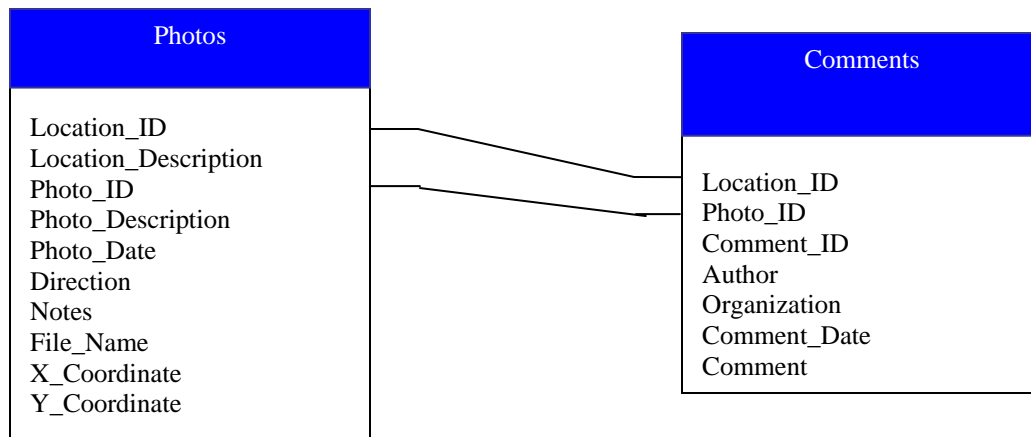 Photos
Location_ID
Location_Description
Photo_ID
Photo_Description
Photo_Date
Direction
Notes
File_Name
X_Coordinate
Y_Coordinate
Comments
Location_ID
Photo_ID
Comment_ID
Author
Organization
Comment_Date
Comment